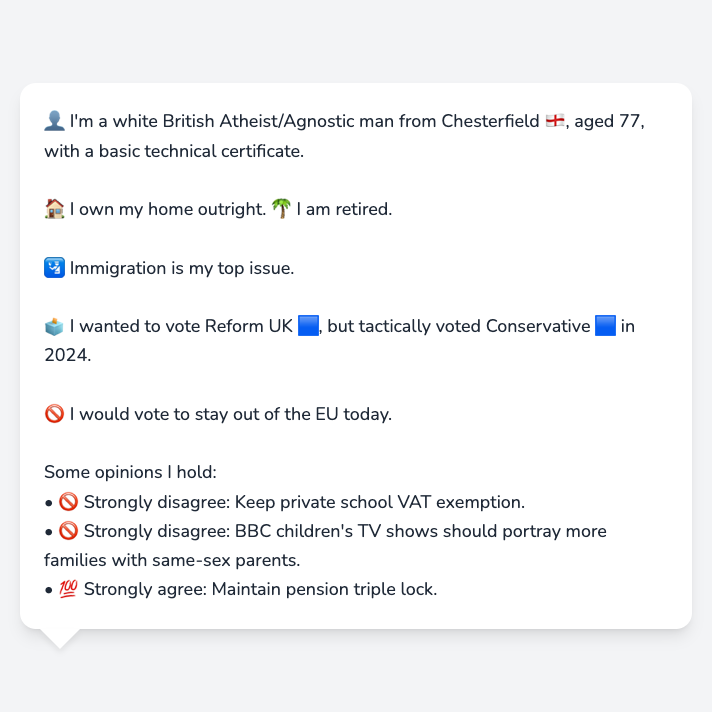 👤 I'm a white British Atheist/Agnostic man from Chesterfield 🏴󠁧󠁢󠁥󠁮󠁧󠁿, aged 77,
with a basic technical certificate.
🏠 I own my home outright. 🌴 I am retired.
🛂 Immigration is my top issue.
🗳️ I wanted to vote Reform UK 🟦, but tactically voted Conservative 🟦 in
2024.
🚫 I would vote to stay out of the EU today.
Some opinions I hold:
• 🚫 Strongly disagree: Keep private school VAT exemption.
• 🚫 Strongly disagree: BBC children's TV shows should portray more
families with same-sex parents.
• 💯 Strongly agree: Maintain pension triple lock.